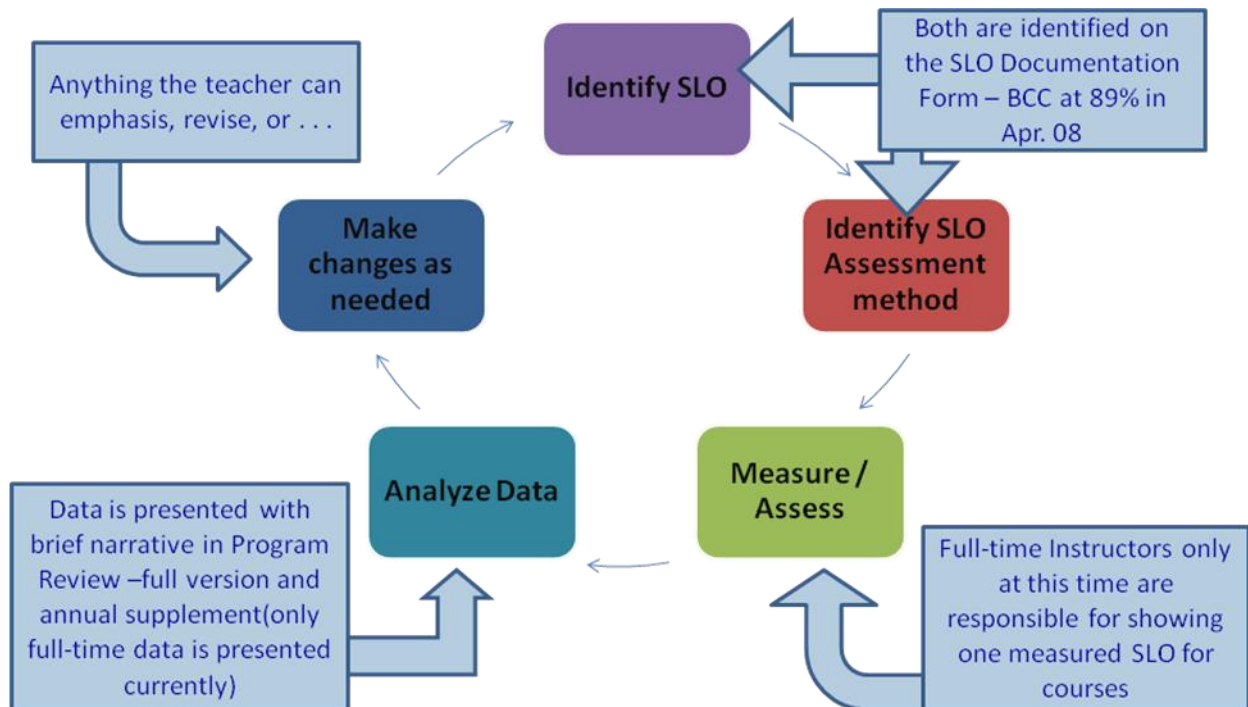 Identify SLO
Both are identified on
the SLO Documentation
Form – BCC at 89% in
Apr. 08
Anything the teacher can
emphasis, revise, or . . .
Make
changes as
needed
Identify SLO
Assessment
method
Analyze Data
Measure /
Assess
Data is presented with
brief narrative in Program
Review –full version and
annual supplement(only
full-time data is presented
currently)
Full-time Instructors only
at this time are
responsible for showing
one measured SLO for
courses